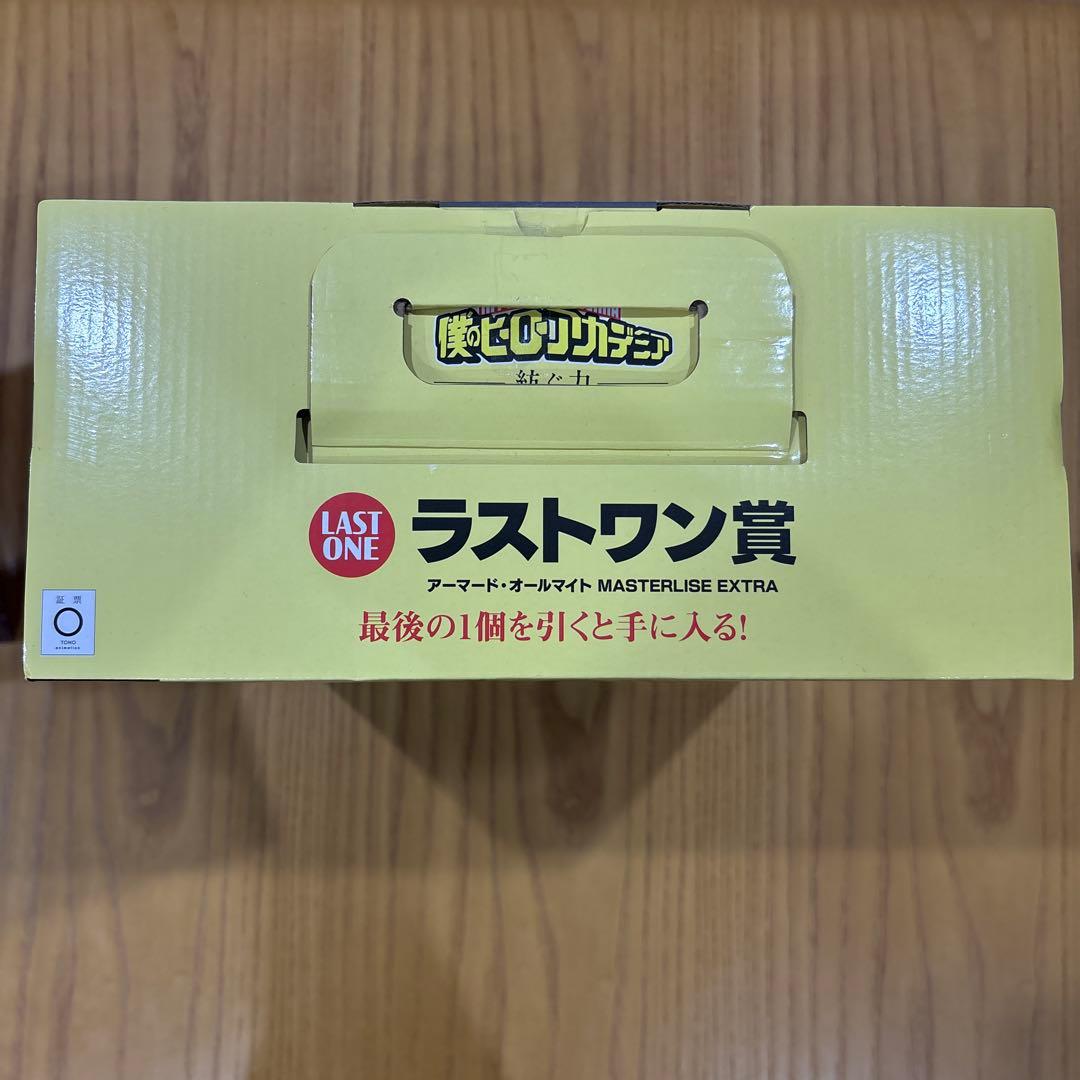 僕のヒーローアカデミア
紡ぐ力
LAST ONE
ラストワン賞
アーマード・オールマイト MASTERLISE EXTRA
最後の1個を引くと手に入る!
証 票
TOHO
animation